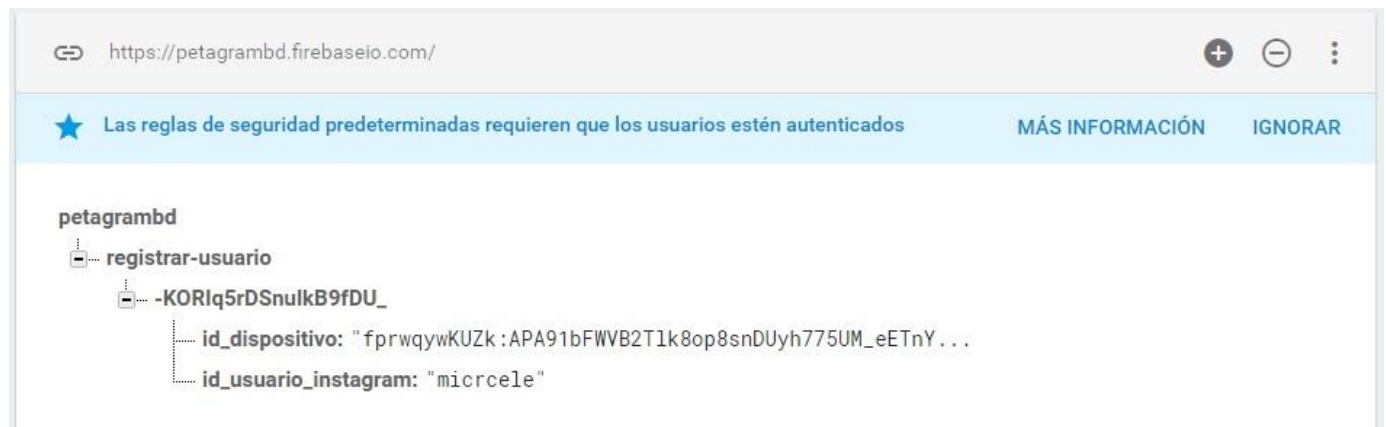 https://petagrambd.firebaseio.com/
Las reglas de seguridad predeterminadas requieren que los usuarios estén autenticados MÁS INFORMACIÓN IGNORAR
petagrambd
registrar-usuario
-KORIq5rDSnulkB9fDU_
id_dispositivo: "fprwqywKUZk:APA91bFWVB2Tlk8op8snDUyh775UM_eETnY...
id_usuario_instagram: "micrcele"